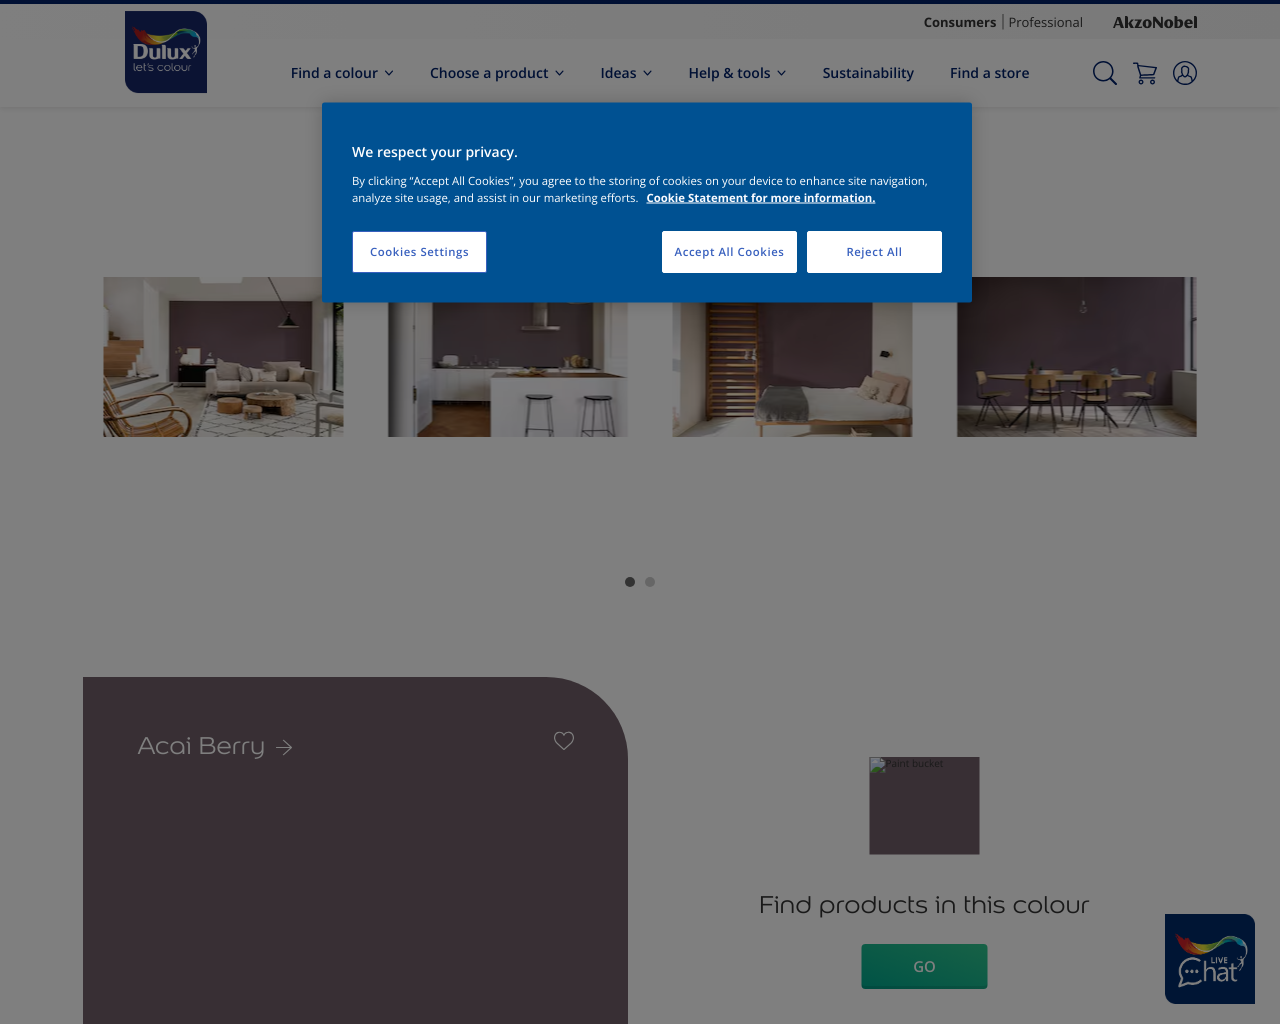 Consumers | Professional
AkzoNobel
Dulux
let's colour
Find a colour
Choose a product
Ideas
Help & tools
Sustainability
Find a store
We respect your privacy.
By clicking “Accept All Cookies”, you agree to the storing of cookies on your device to enhance site navigation,
analyze site usage, and assist in our marketing efforts. Cookie Statement for more information.
Cookies Settings
Accept All Cookies
Reject All
Acai Berry
Paint bucket
Find products in this colour
GO
LIVE
Chat